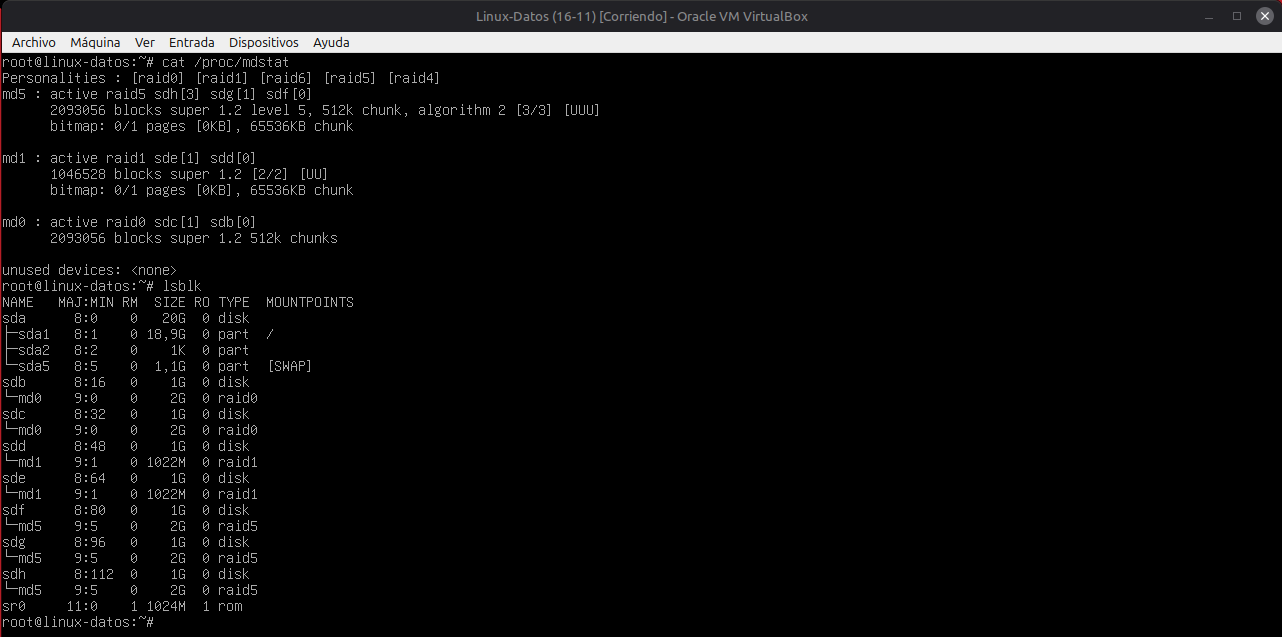 Linux-Datos (16-11) [Corriendo] - Oracle VM VirtualBox
Archivo Máquina Ver Entrada Dispositivos Ayuda
root@linux-datos:~# cat /proc/mdstat
Personalities : [raid0] [raid1] [raid6] [raid5] [raid4]
md5 : active raid5 sdh[3] sdg[1] sdf[0]
      2093056 blocks super 1.2 level 5, 512k chunk, algorithm 2 [3/3] [UUU]
      bitmap: 0/1 pages [0KB], 65536KB chunk

md1 : active raid1 sde[1] sdd[0]
      1046528 blocks super 1.2 [2/2] [UU]
      bitmap: 0/1 pages [0KB], 65536KB chunk

md0 : active raid0 sdc[1] sdb[0]
      2093056 blocks super 1.2 512k chunks

unused devices: <none>
root@linux-datos:~# lsblk
NAME   MAJ:MIN RM  SIZE RO TYPE  MOUNTPOINTS
sda      8:0    0   20G  0 disk
├─sda1   8:1    0 18,9G  0 part  /
├─sda2   8:2    0    1K  0 part
└─sda5   8:5    0  1,1G  0 part  [SWAP]
sdb      8:16   0    1G  0 disk
└─md0    9:0    0    2G  0 raid0
sdc      8:32   0    1G  0 disk
└─md0    9:0    0    2G  0 raid0
sdd      8:48   0    1G  0 disk
└─md1    9:1    0 1022M  0 raid1
sde      8:64   0    1G  0 disk
└─md1    9:1    0 1022M  0 raid1
sdf      8:80   0    1G  0 disk
└─md5    9:5    0    2G  0 raid5
sdg      8:96   0    1G  0 disk
└─md5    9:5    0    2G  0 raid5
sdh      8:112  0    1G  0 disk
└─md5    9:5    0    2G  0 raid5
sr0     11:0    1 1024M  1 rom
root@linux-datos:~#